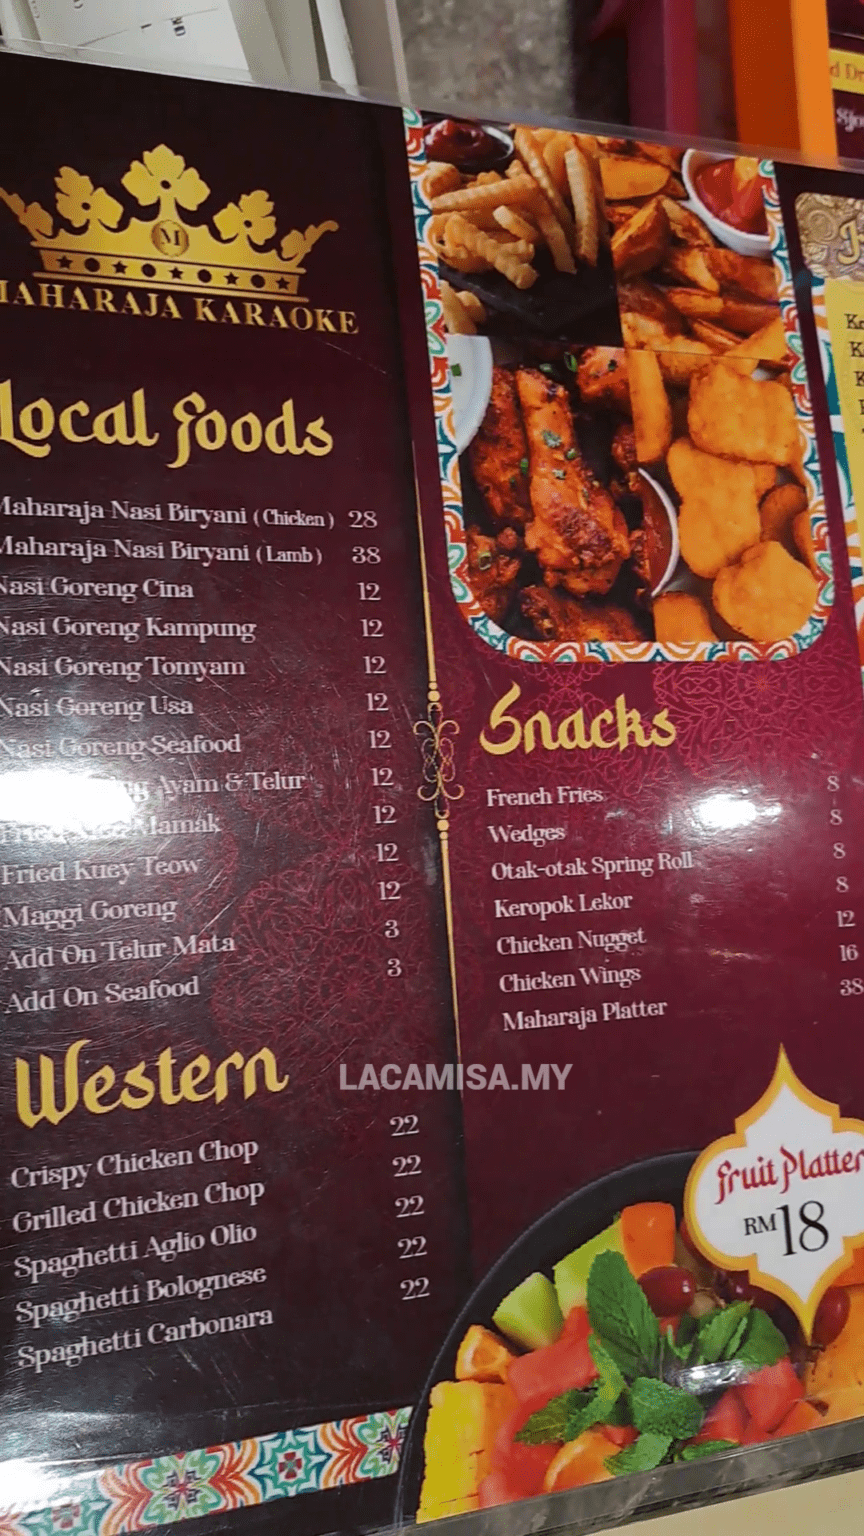 M
MAHARAJA KARAOKE
Local Foods
Maharaja Nasi Biryani (Chicken) 28
Maharaja Nasi Biryani (Lamb) 38
Nasi Goreng Cina 12
Nasi Goreng Kampung 12
Nasi Goreng Tomyam 12
Nasi Goreng Usa 12
Nasi Goreng Seafood 12
Ayam & Telur 12
Mamak 12
Fried Kuey Teow 12
Maggi Goreng 12
Add On Telur Mata 3
Add On Seafood 3
Western
Crispy Chicken Chop 22
Grilled Chicken Chop 22
Spaghetti Aglio Olio 22
Spaghetti Bolognese 22
Spaghetti Carbonara 22
Snacks
French Fries 8
Wedges 8
Otak-otak Spring Roll 8
Keropok Lekor 8
Chicken Nugget 12
Chicken Wings 16
Maharaja Platter 38
LACAMISA.MY
Fruit Platter
RM18